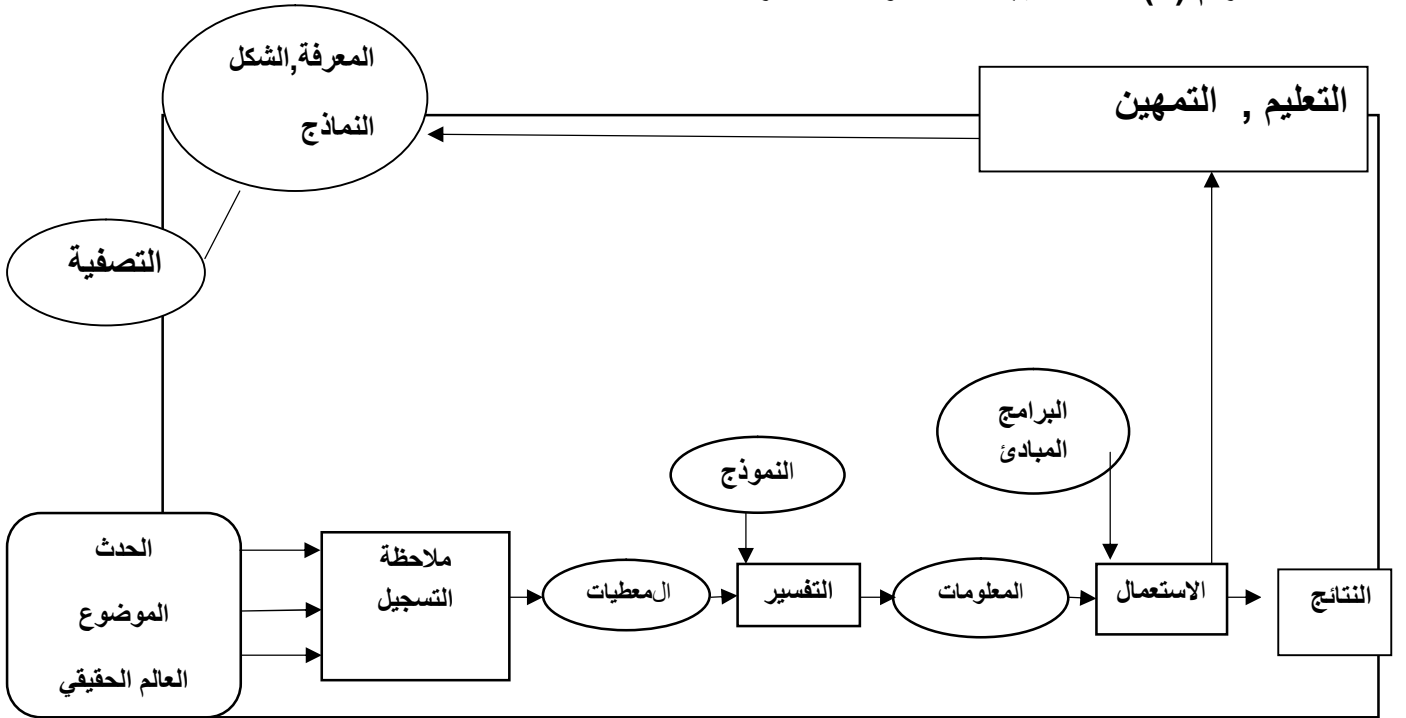 المعرفة,الشكل
النماذج
التعليم , التمهين
التصفية
البرامج
المبادئ
النموذج
الحدث
الموضوع
العالم الحقيقي
ملاحظة
التسجيل
المعطيات
التفسير
المعلومات
الاستعمال
النتائج